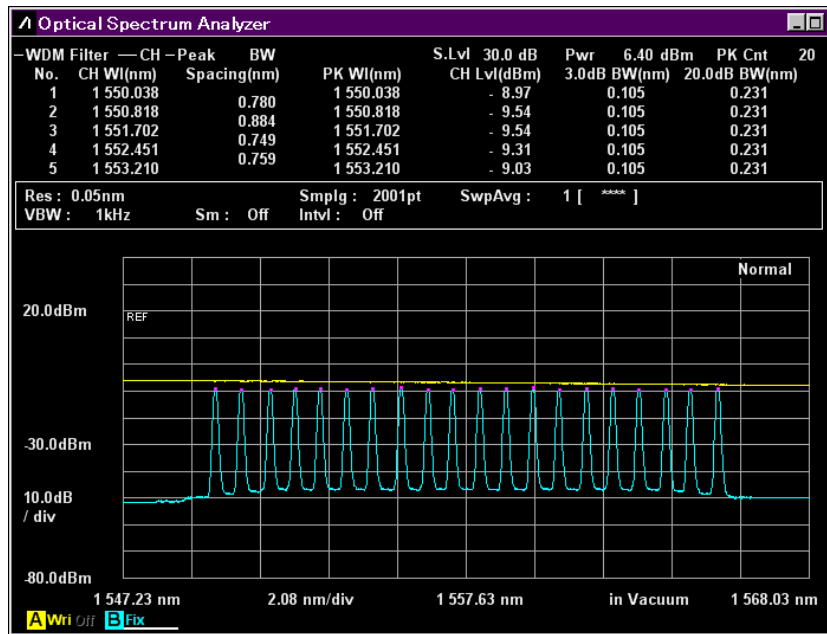 Optical Spectrum Analyzer
WDM Filter CH Peak BW S.Lvl 30.0 dB Pwr 6.40 dBm PK Cnt 20
No. CH Wl(nm) Spacing(nm) PK Wl(nm) CH Lvl(dBm) 3.0dB BW(nm) 20.0dB BW(nm)
1 1 550.038 1 550.038 - 8.97 0.105 0.231
0.780
2 1 550.818 1 550.818 - 9.54 0.105 0.231
0.884
3 1 551.702 1 551.702 - 9.54 0.105 0.231
0.749
4 1 552.451 1 552.451 - 9.31 0.105 0.231
0.759
5 1 553.210 1 553.210 - 9.03 0.105 0.231
Res : 0.05nm Smplg : 2001pt SwpAvg : 1 [ **** ]
VBW : 1kHz Sm : Off Intvl : Off
Normal
20.0dBm
REF
-30.0dBm
10.0dB
/ div
-80.0dBm
1 547.23 nm 2.08 nm/div 1 557.63 nm in Vacuum 1 568.03 nm
A Wri Off B Fix